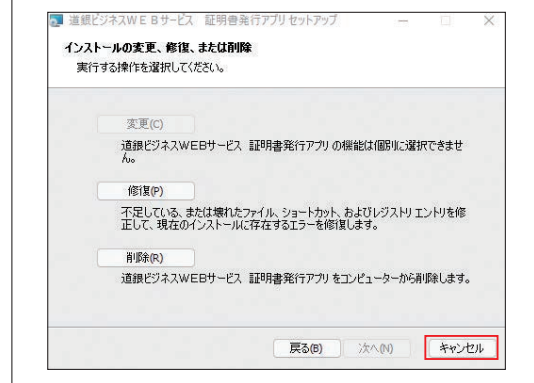 道銀ビジネスWEBサービス 証明書発行アプリ セットアップ
インストールの変更、修復、または削除
実行する操作を選択してください。
変更(C)
道銀ビジネスWEBサービス 証明書発行アプリ の機能は個別に選択できませ
ん。
修復(P)
不足している、または壊れたファイル、ショートカット、およびレジストリ エントリを修
正して、現在のインストールに存在するエラーを修復します。
削除(R)
道銀ビジネスWEBサービス 証明書発行アプリ をコンピューターから削除します。
戻る(B) 次へ(N) キャンセル